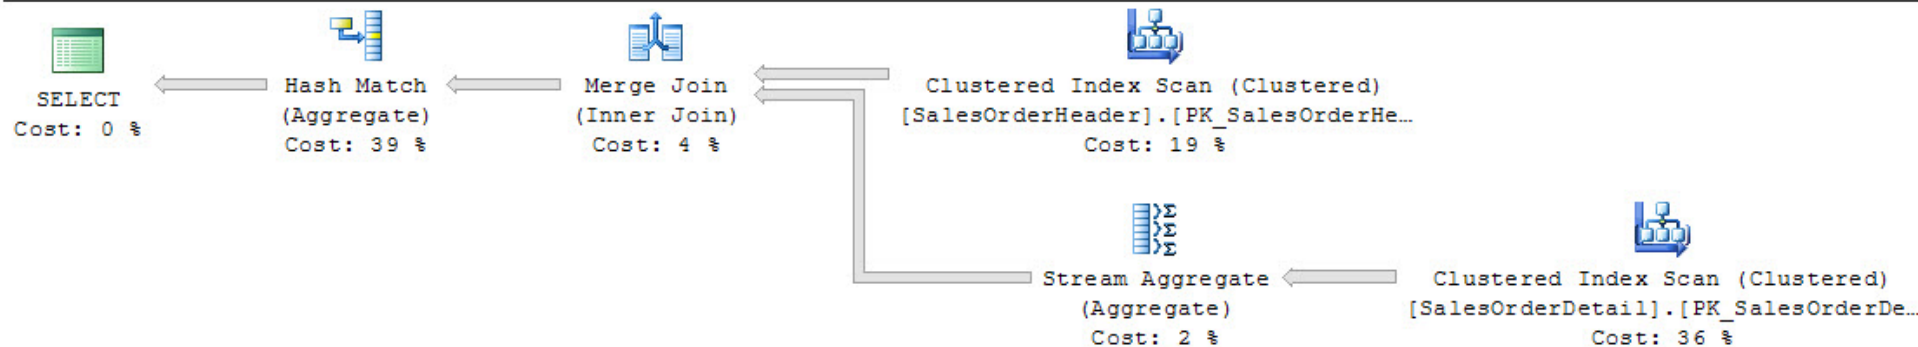 SELECT
Cost: 0 %
Hash Match
(Aggregate)
Cost: 39 %
Merge Join
(Inner Join)
Cost: 4 %
Clustered Index Scan (Clustered)
[SalesOrderHeader].[PK_SalesOrderHe…
Cost: 19 %
Stream Aggregate
(Aggregate)
Cost: 2 %
Clustered Index Scan (Clustered)
[SalesOrderDetail].[PK_SalesOrderDe…
Cost: 36 %